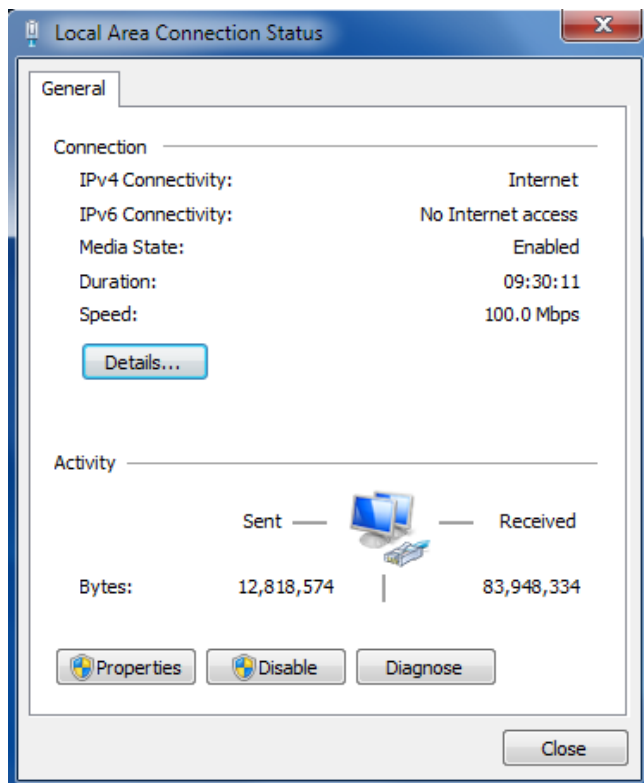 Local Area Connection Status
General
Connection
IPv4 Connectivity: Internet
IPv6 Connectivity: No Internet access
Media State: Enabled
Duration: 09:30:11
Speed: 100.0 Mbps
Details...
Activity
Sent Received
Bytes: 12,818,574 83,948,334
Properties Disable Diagnose
Close